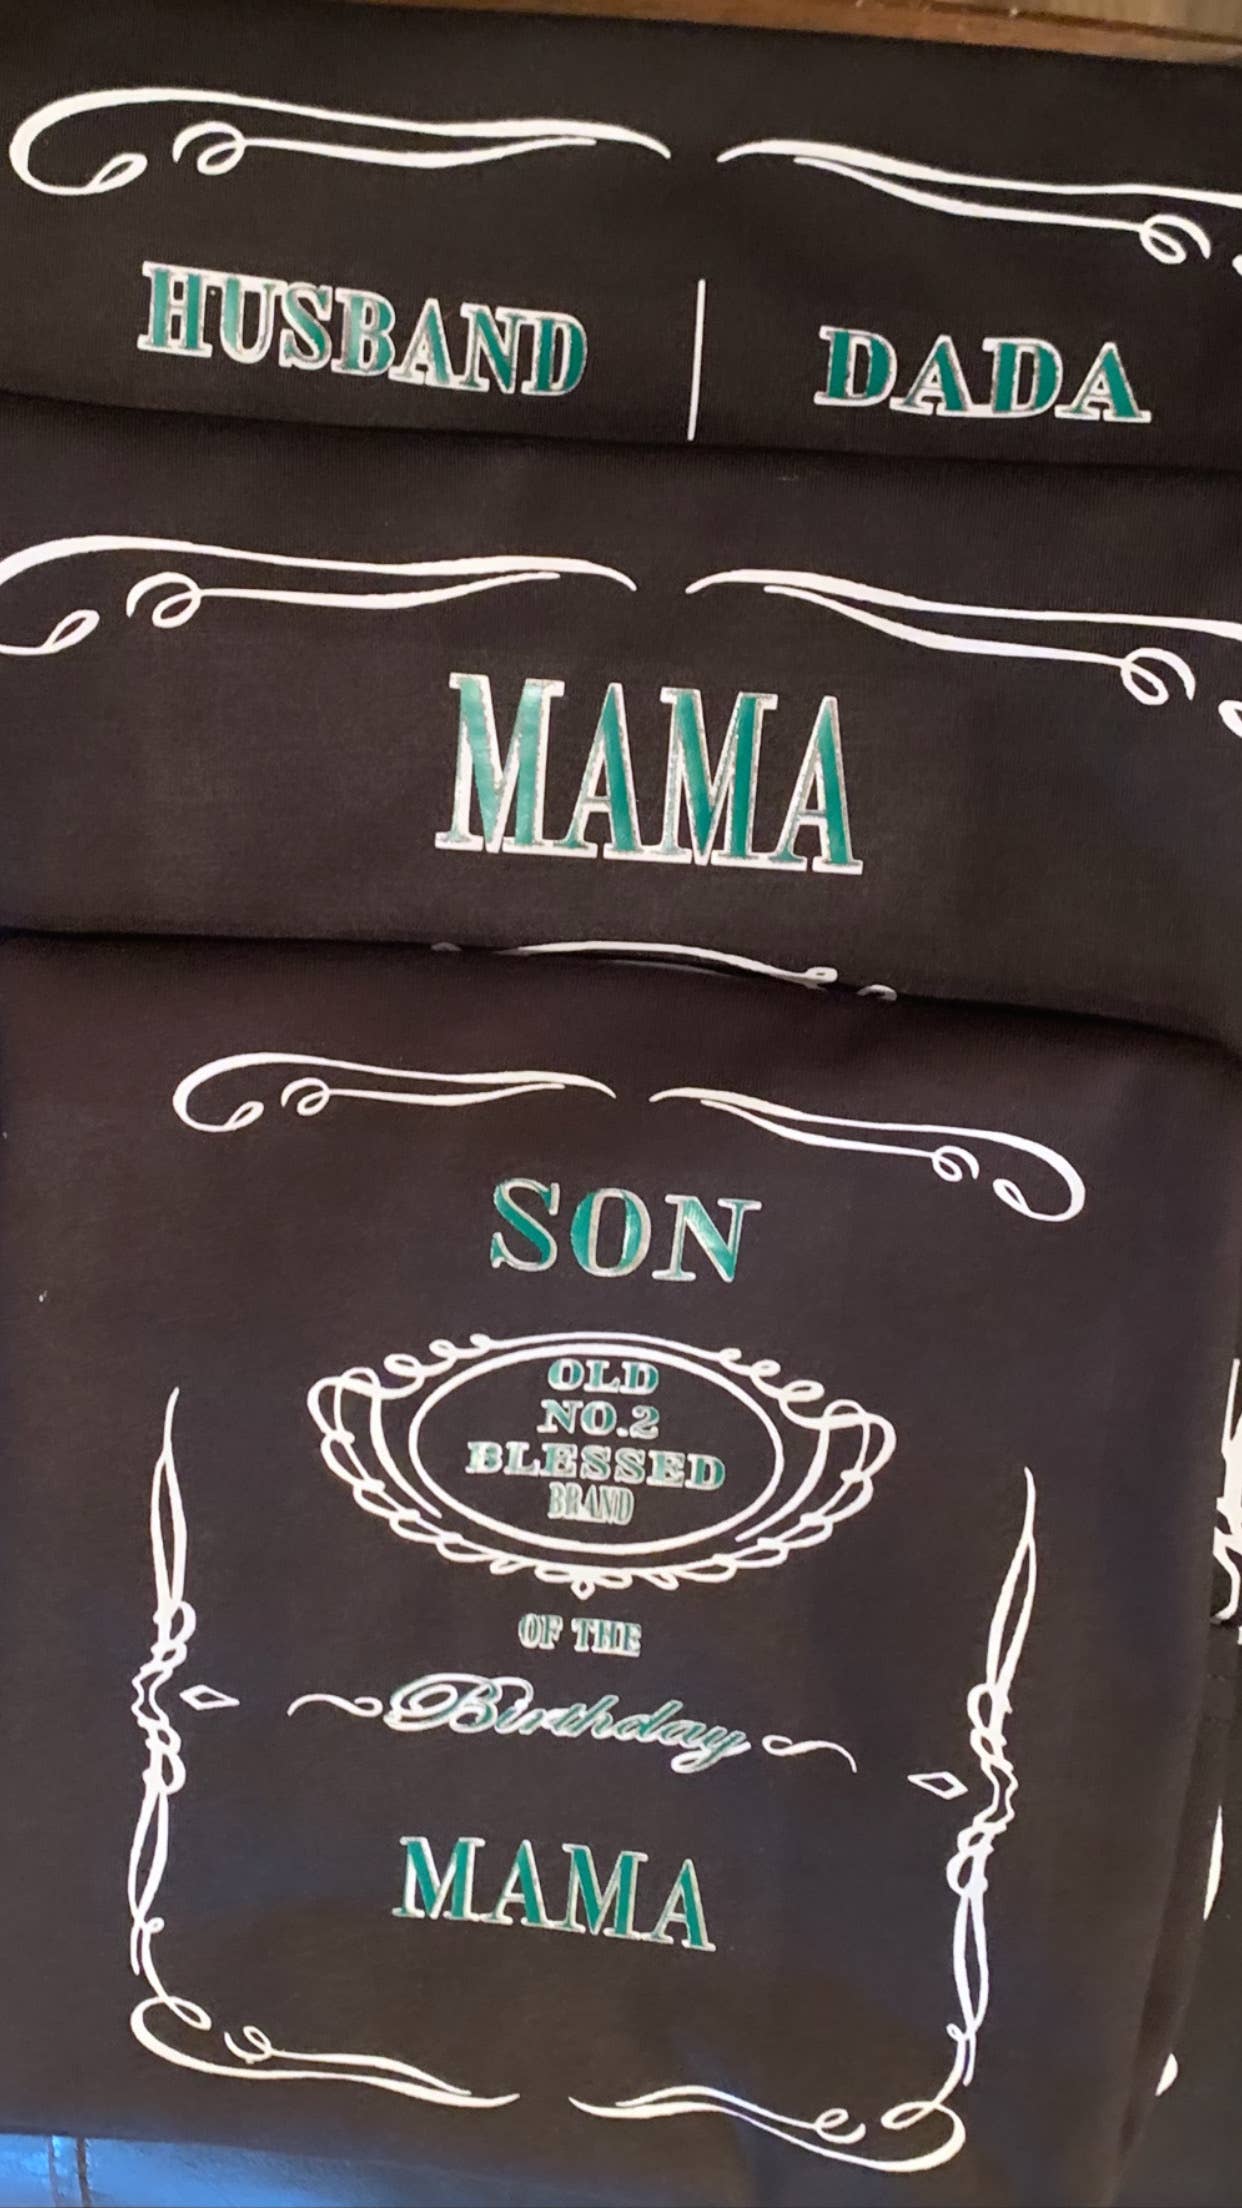 HUSBAND | DADA
MAMA
SON
OLD
NO.2
BLESSED
BRAND
OF THE
Birthday
MAMA